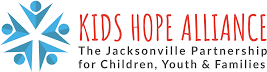 KIDS HOPE ALLIANCE
The Jacksonville Partnership
for Children, Youth & Families